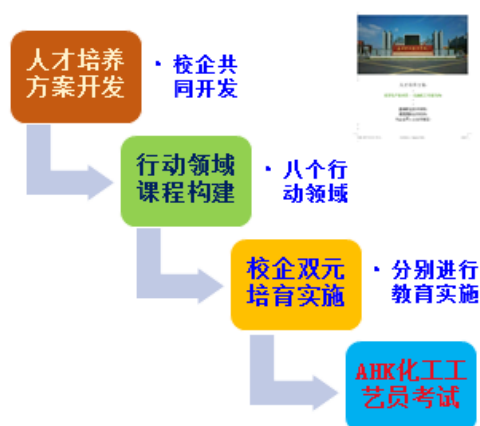 人才培养
方案开发
• 校企共
同开发
行动领域
课程构建
• 八个行
动领域
校企双元
培育实施
• 分别进行
教育实施
AHK化工工
艺员考试